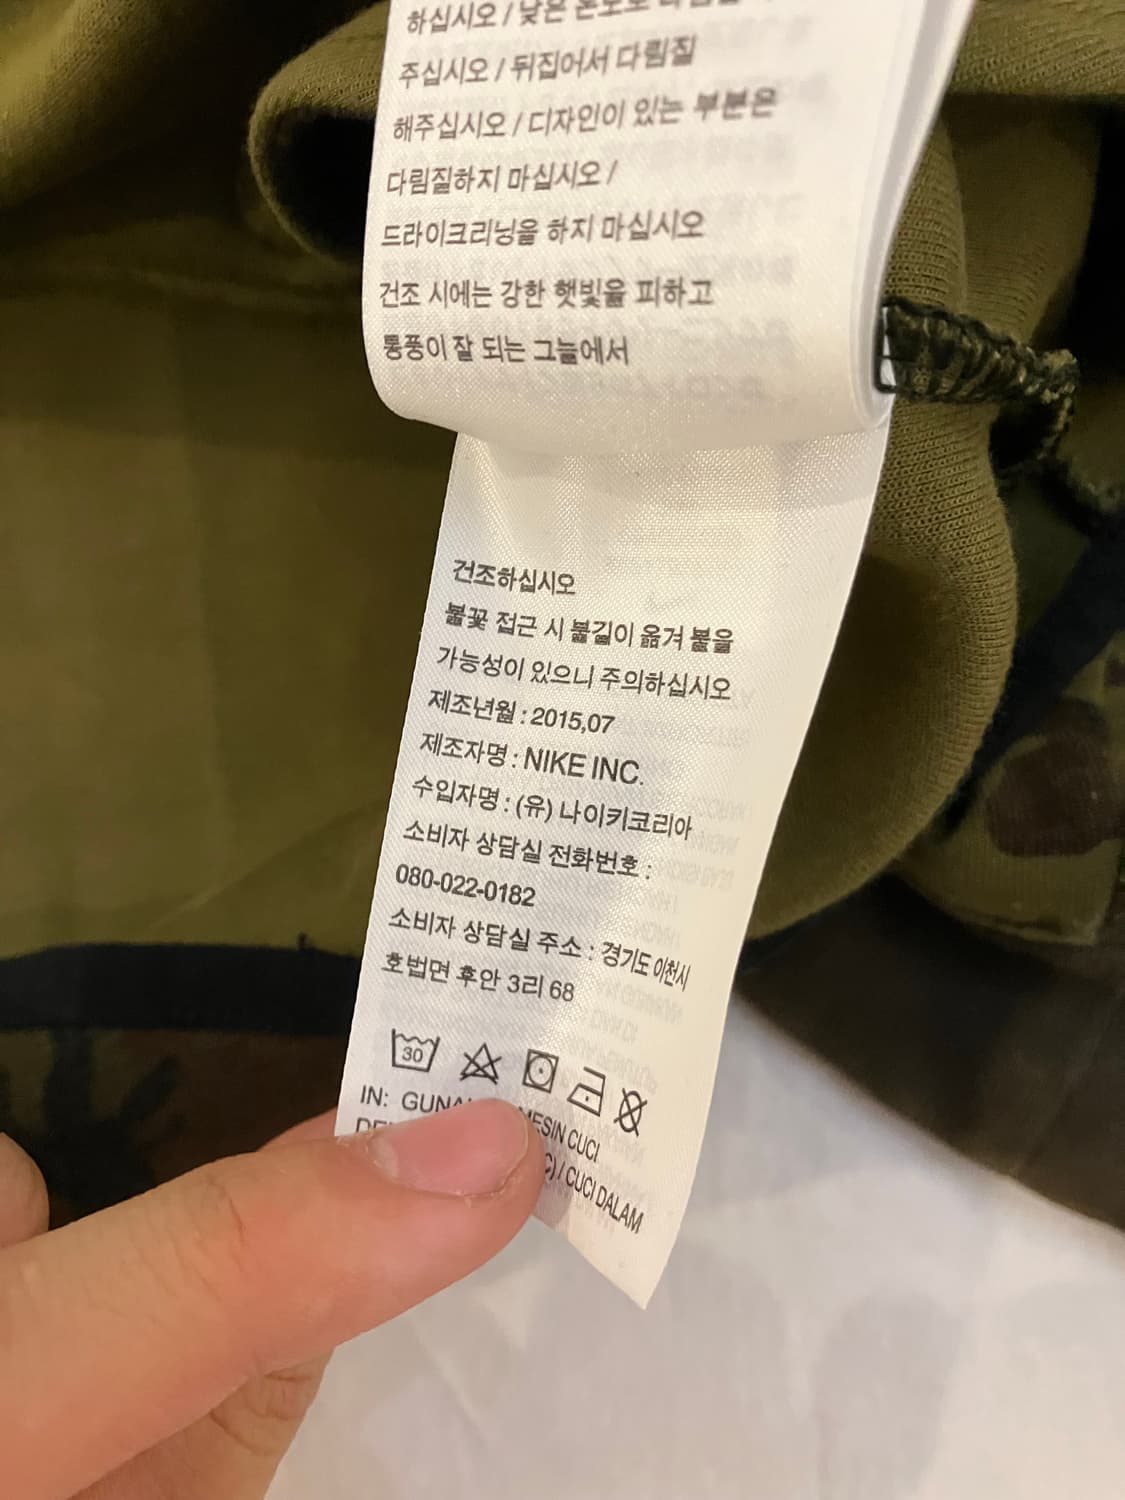 하십시오 / 낮은 온도로 다림질
주십시오 / 뒤집어서 다림질
해주십시오 / 디자인이 있는 부분은
다림질하지 마십시오 /
드라이크리닝을 하지 마십시오
건조 시에는 강한 햇빛을 피하고
통풍이 잘 되는 그늘에서
건조하십시오
불꽃 접근 시 불길이 옮겨 붙을
가능성이 있으니 주의하십시오
제조년월 : 2015,07
제조자명 : NIKE INC.
수입자명 : (유) 나이키코리아
소비자 상담실 전화번호 :
080-022-0182
소비자 상담실 주소 : 경기도 이천시
호법면 후안 3리 68
30
IN: CUCI
/ CUCI DALAM